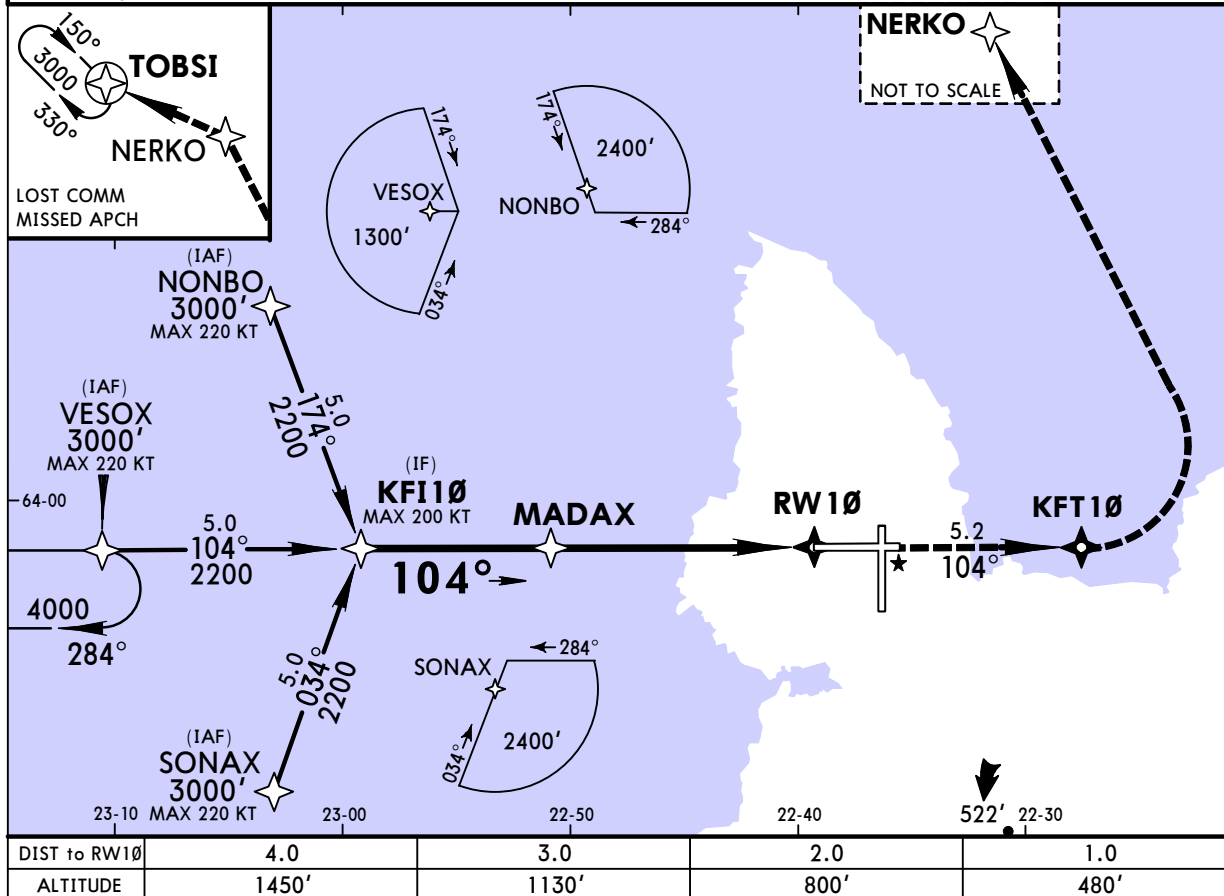 150°
3000
330°
TOBSI
NERKO
LOST COMM
MISSED APCH
174°
VESOX
1300'
034°
174°
2400'
NONBO
284°
NERKO
NOT TO SCALE
(IAF)
NONBO
3000'
MAX 220 KT
5.0
174°
2200
(IAF)
VESOX
3000'
MAX 220 KT
64-00
5.0
104°
2200
4000
284°
(IF)
KFI1Ø
MAX 200 KT
MADAX
104°
RW1Ø
5.2
104°
KFT1Ø
5.0
034°
2200
SONAX
284°
034°
2400'
(IAF)
SONAX
3000'
MAX 220 KT
522'
23-10
23-00
22-50
22-40
22-30
DIST to RW1Ø 4.0 3.0 2.0 1.0
ALTITUDE 1450' 1130' 800' 480'